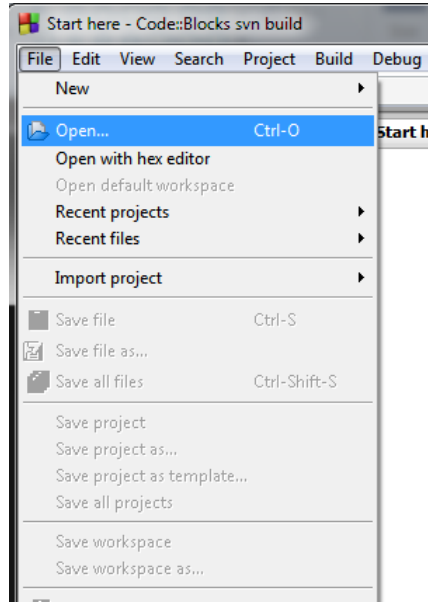 Start here - Code::Blocks svn build
File Edit View Search Project Build Debug
New
Open... Ctrl-O
Start h
Open with hex editor
Open default workspace
Recent projects
Recent files
Import project
Save file Ctrl-S
Save file as...
Save all files Ctrl-Shift-S
Save project
Save project as...
Save project as template...
Save all projects
Save workspace
Save workspace as...